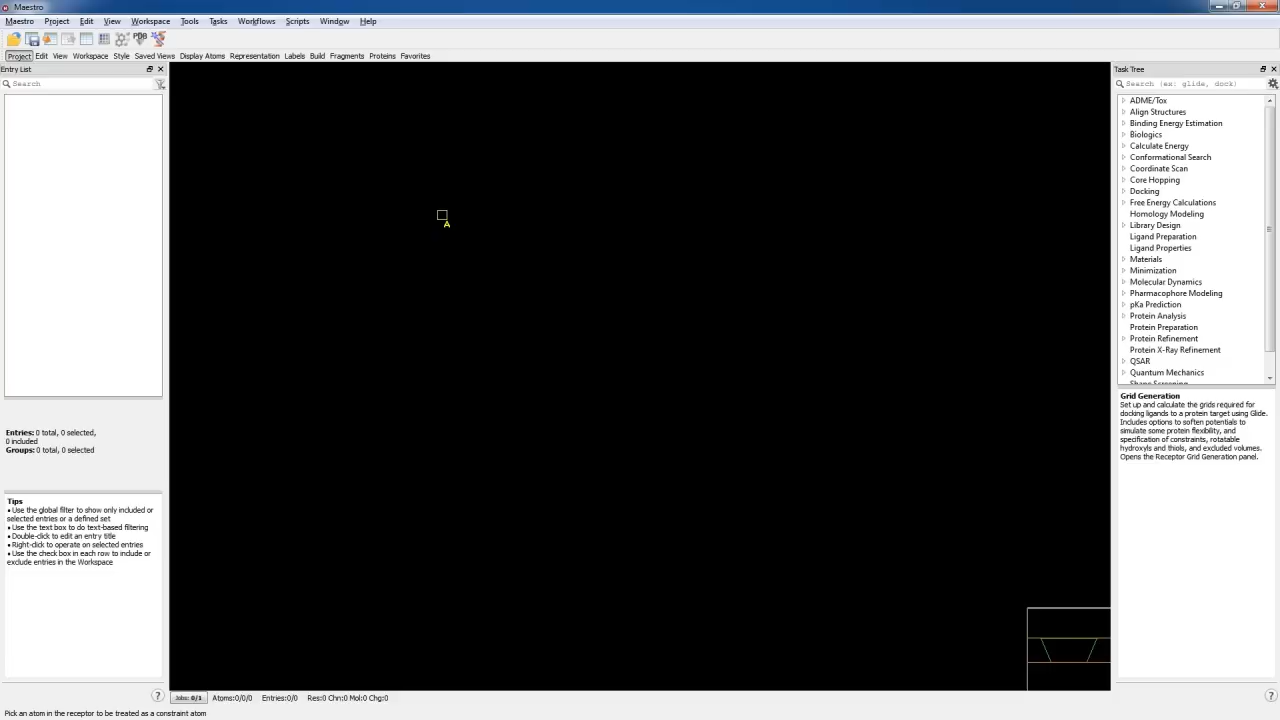 Maestro
Maestro Project Edit View Workspace Tools Tasks Workflows Scripts Window Help
PDB
Project Edit View Workspace Style Saved Views Display Atoms Representation Labels Build Fragments Proteins Favorites
Entry List
Search
Entries: 0 total, 0 selected,
0 included
Groups: 0 total, 0 selected
Tips
• Use the global filter to show only included or
selected entries or a defined set
• Use the text box to do text-based filtering
• Double-click to edit an entry title
• Right-click to operate on selected entries
• Use the check box in each row to include or
exclude entries in the Workspace
A
Task Tree
Search (ex: glide, dock)
ADME/Tox
Align Structures
Binding Energy Estimation
Biologics
Calculate Energy
Conformational Search
Coordinate Scan
Core Hopping
Docking
Free Energy Calculations
Homology Modeling
Library Design
Ligand Preparation
Ligand Properties
Materials
Minimization
Molecular Dynamics
Pharmacophore Modeling
pKa Prediction
Protein Analysis
Protein Preparation
Protein Refinement
Protein X-Ray Refinement
QSAR
Quantum Mechanics
Shape Screening
Grid Generation
Set up and calculate the grids required for
docking ligands to a protein target using Glide.
Includes options to soften potentials to
simulate some protein flexibility, and
specification of constraints, rotatable
hydroxyls and thiols, and excluded volumes.
Opens the Receptor Grid Generation panel.
? Jobs: 0/1 Atoms:0/0/0 Entries:0/0 Res:0 Chn:0 Mol:0 Chg:0 ?
Pick an atom in the receptor to be treated as a constraint atom